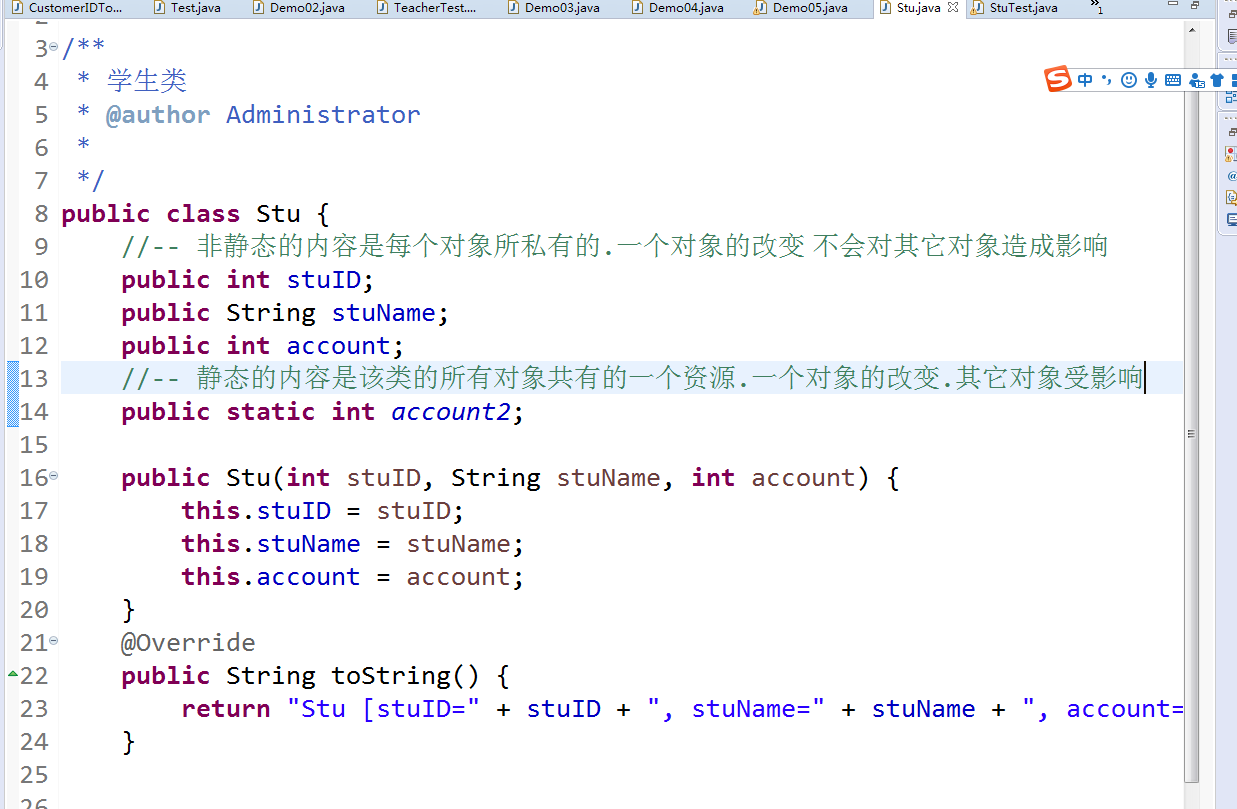 CustomerIDTo... Test.java Demo02.java TeacherTest.... Demo03.java Demo04.java Demo05.java Stu.java StuTest.java »1
3 /**
中
4 * 学生类
5 * @author Administrator
6 *
7 */
8 public class Stu {
9 //-- 非静态的内容是每个对象所私有的.一个对象的改变 不会对其它对象造成影响
10 public int stuID;
11 public String stuName;
12 public int account;
13 //-- 静态的内容是该类的所有对象共有的一个资源.一个对象的改变.其它对象受影响
14 public static int account2;
15
16 public Stu(int stuID, String stuName, int account) {
17 this.stuID = stuID;
18 this.stuName = stuName;
19 this.account = account;
20 }
21 @Override
22 public String toString() {
23 return "Stu [stuID=" + stuID + ", stuName=" + stuName + ", account=
24 }
25
26